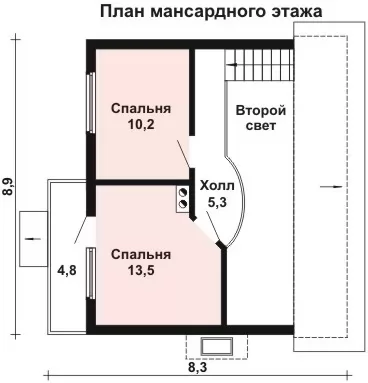 План мансардного этажа
Спальня
10,2
Второй
свет
Холл
5,3
Спальня
13,5
4,8
8,9
8,3